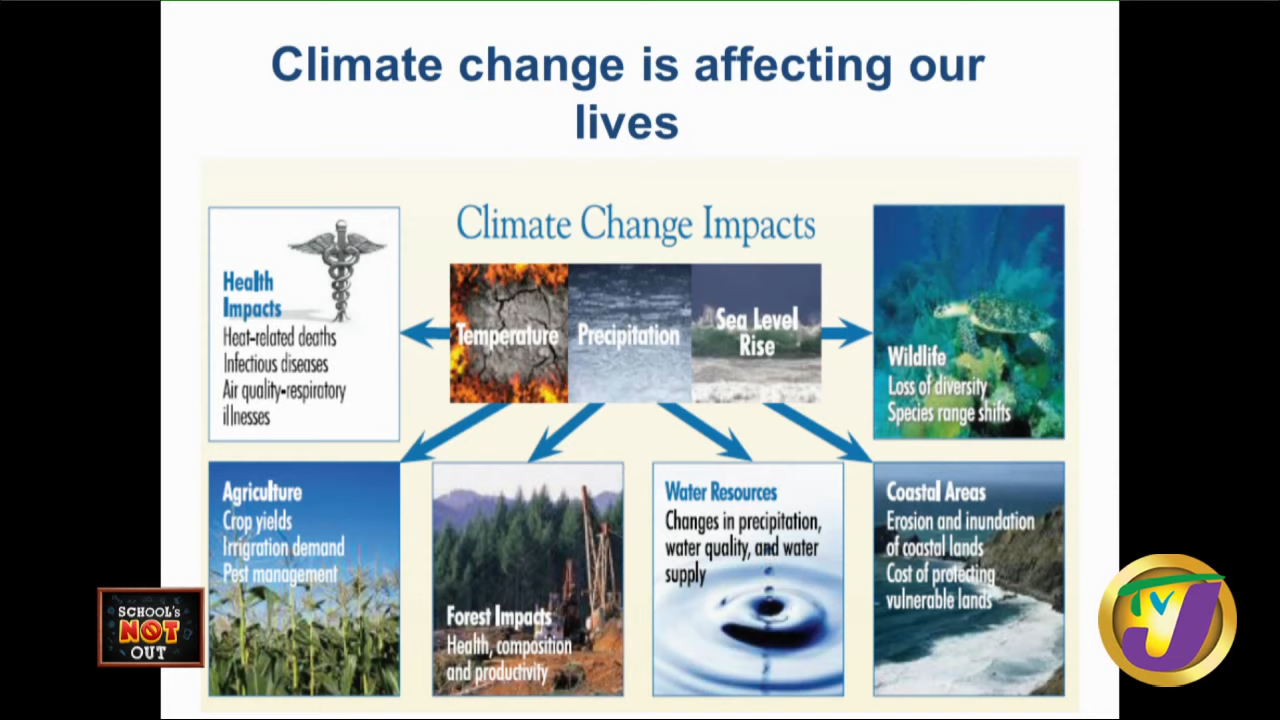 Climate change is affecting our
lives
Climate Change Impacts
Health
Impacts
Heat-related deaths
Infectious diseases
Air quality-respiratory
illnesses
Temperature
Precipitation
Sea Level
Rise
Wildlife
Loss of diversity
Species range shifts
Agriculture
Crop yields
Irrigration demand
Pest management
Forest Impacts
Health, composition
and productivity
Water Resources
Changes in precipitation,
water quality, and water
supply
Coastal Areas
Erosion and inundation
of coastal lands
Cost of protecting
vulnerable lands
SCHOOL's
NOT
OUT
TVJ